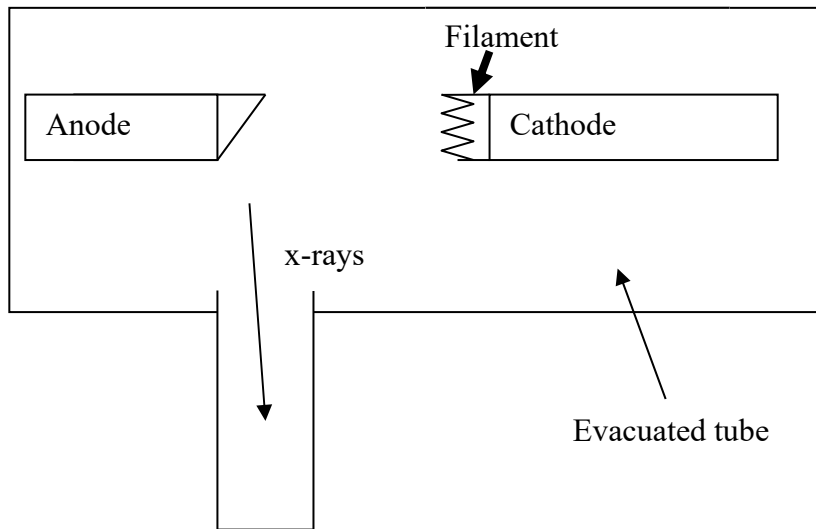 Filament
Anode
Cathode
x-rays
Evacuated tube